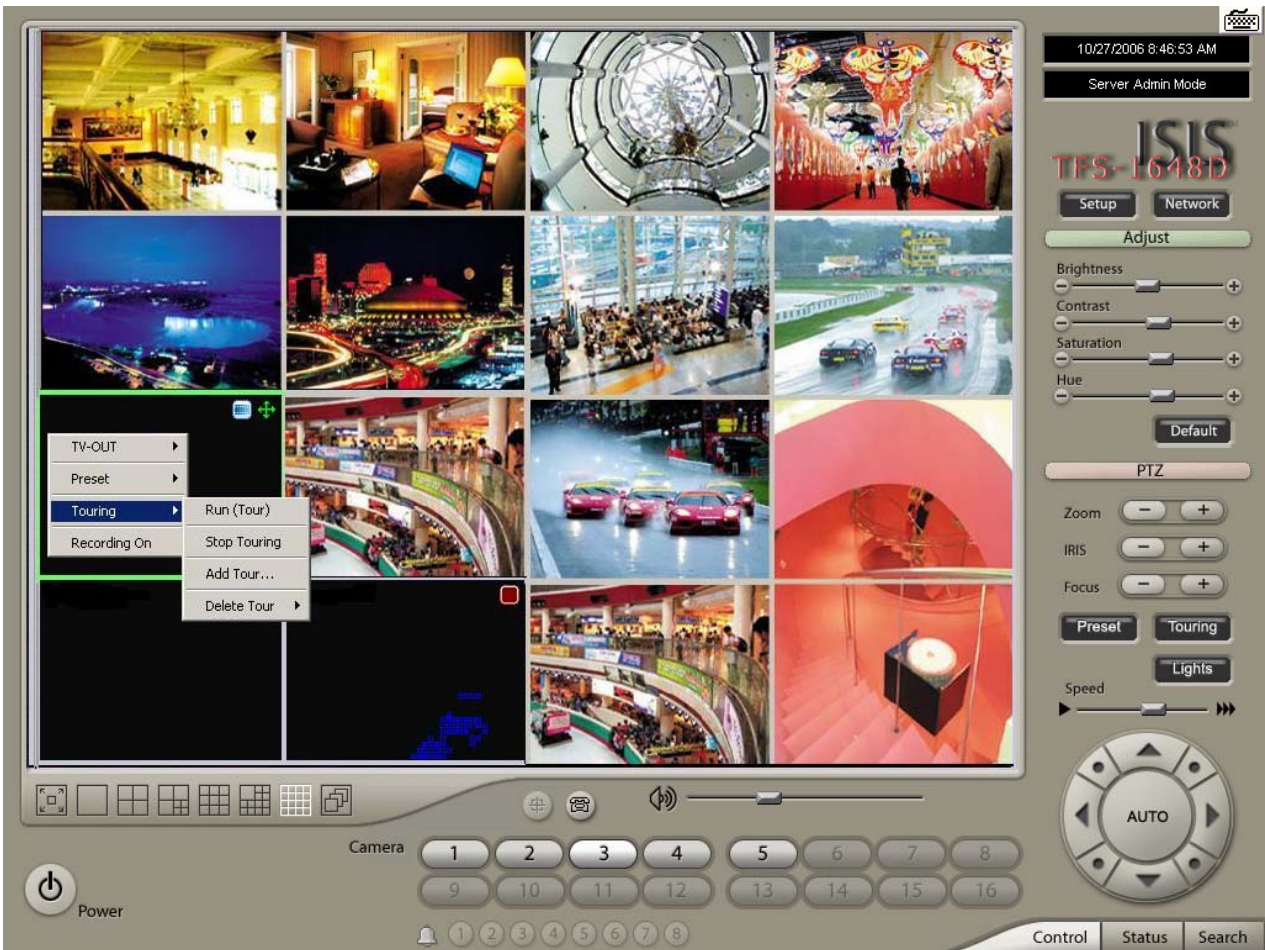 10/27/2006 8:46:53 AM
Server Admin Mode
ISIS
TFS-1648D
Setup Network
Adjust
Brightness
Contrast
Saturation
Hue
Default
PTZ
Zoom
IRIS
Focus
Preset Touring
Lights
Speed
AUTO
TV-OUT
Preset
Touring
Recording On
Run (Tour)
Stop Touring
Add Tour...
Delete Tour
Camera 1 2 3 4 5 6 7 8
9 10 11 12 13 14 15 16
Power
1 2 3 4 5 6 7 8
Control Status Search